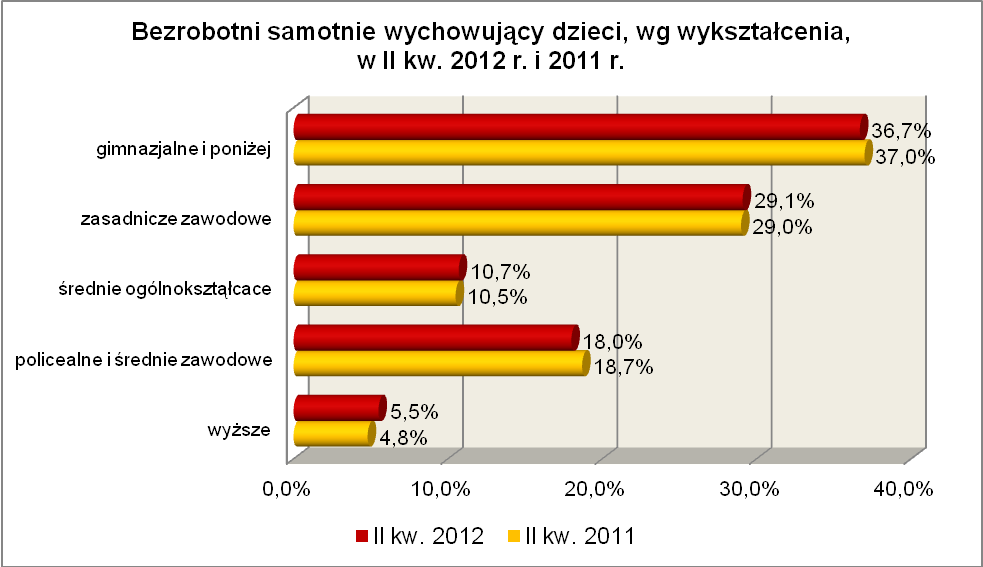 Bezrobotni samotnie wychowujący dzieci, wg wykształcenia,
w II kw. 2012 r. i 2011 r.
gimnazjalne i poniżej
36,7%
37,0%
zasadnicze zawodowe
29,1%
29,0%
średnie ogólnokształcace
10,7%
10,5%
policealne i średnie zawodowe
18,0%
18,7%
wyższe
5,5%
4,8%
0,0% 10,0% 20,0% 30,0% 40,0%
II kw. 2012 II kw. 2011